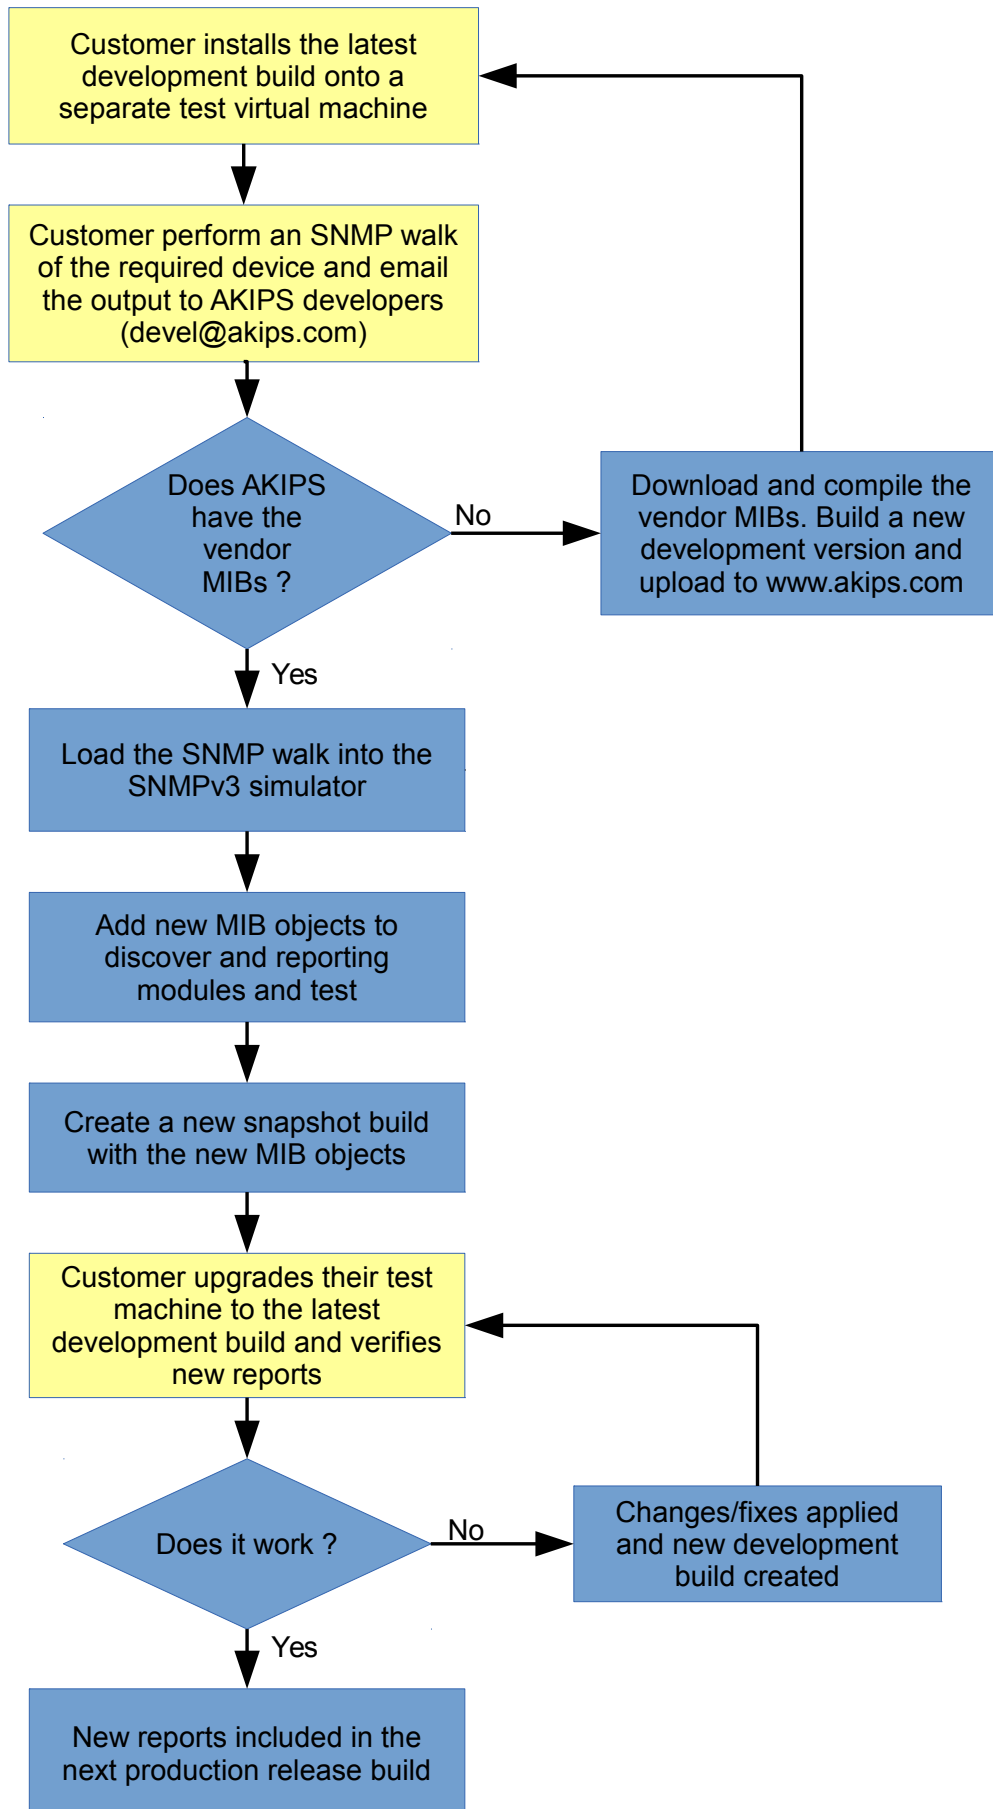 Customer installs the latest
development build onto a
separate test virtual machine
Customer perform an SNMP walk
of the required device and email
the output to AKIPS developers
(devel@akips.com)
Does AKIPS
have the
vendor
MIBs ?
No
Download and compile the
vendor MIBs. Build a new
development version and
upload to www.akips.com
Yes
Load the SNMP walk into the
SNMPv3 simulator
Add new MIB objects to
discover and reporting
modules and test
Create a new snapshot build
with the new MIB objects
Customer upgrades their test
machine to the latest
development build and verifies
new reports
Does it work ?
No
Changes/fixes applied
and new development
build created
Yes
New reports included in the
next production release build